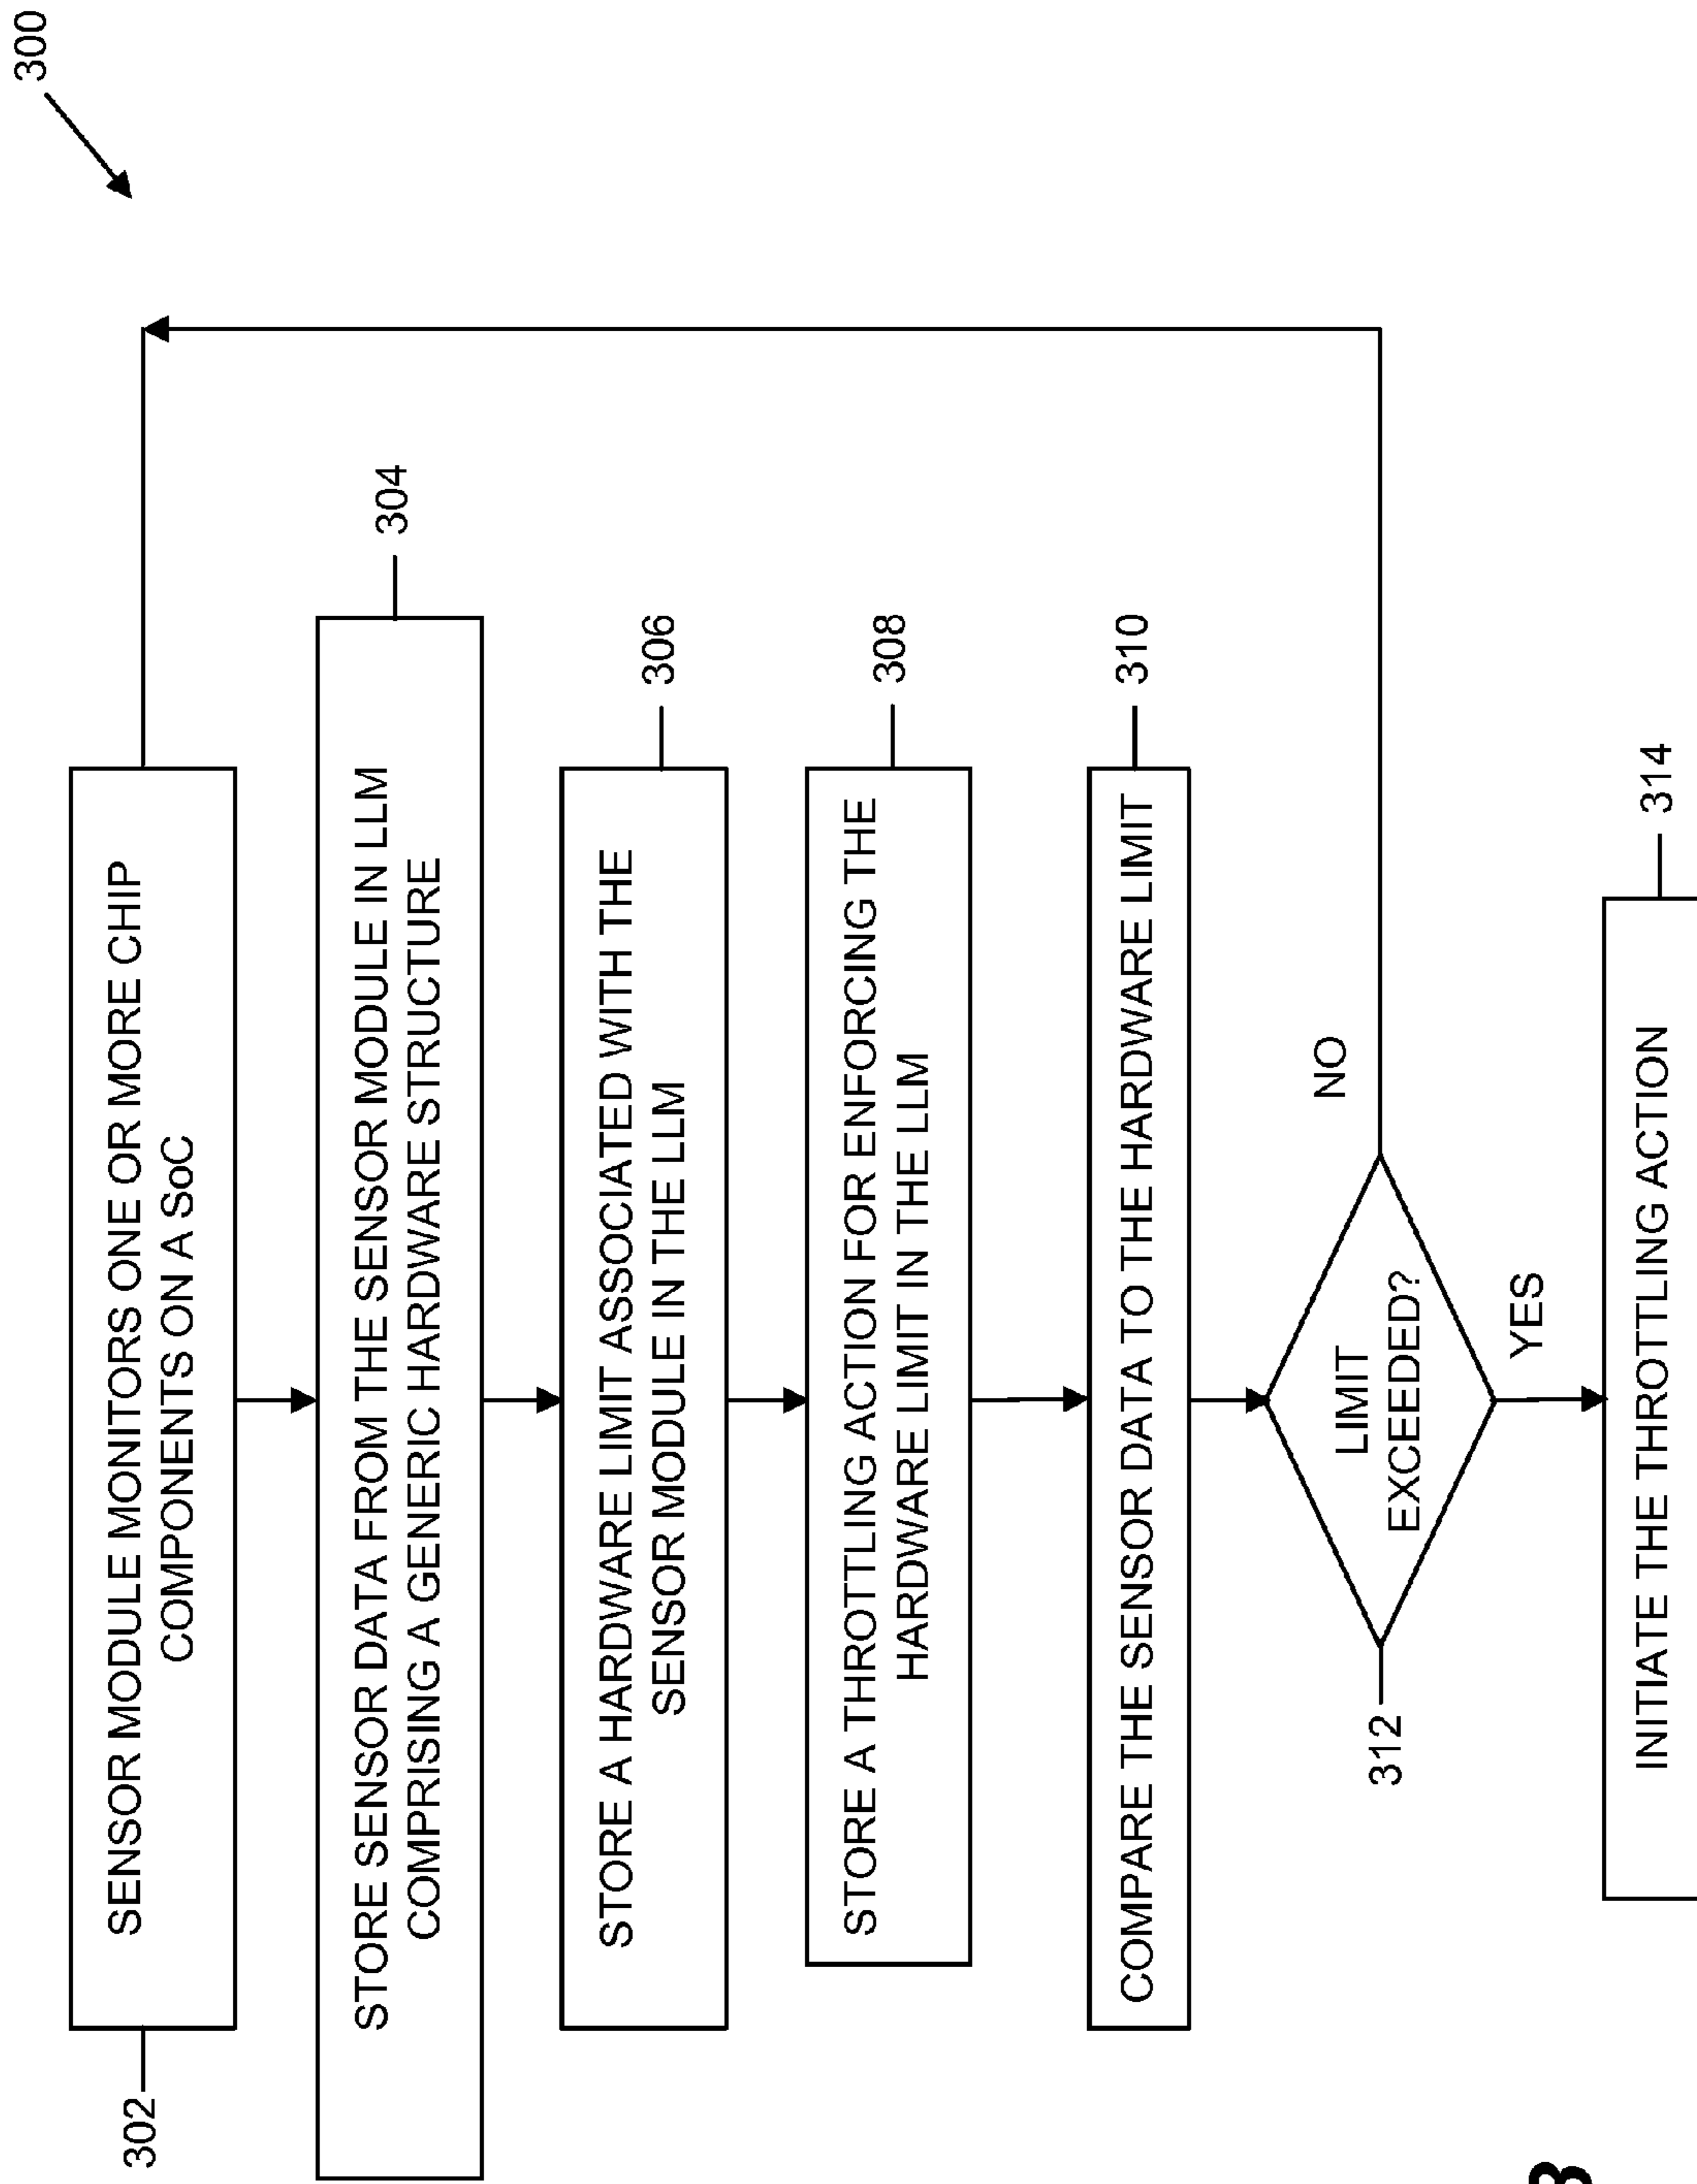 300
302
SENSOR MODULE MONITORS ONE OR MORE CHIP
COMPONENTS ON A SoC
STORE SENSOR DATA FROM THE SENSOR MODULE IN LLM
COMPRISING A GENERIC HARDWARE STRUCTURE
304
STORE A HARDWARE LIMIT ASSOCIATED WITH THE
SENSOR MODULE IN THE LLM
306
STORE A THROTTLING ACTION FOR ENFORCING THE
HARDWARE LIMIT IN THE LLM
308
COMPARE THE SENSOR DATA TO THE HARDWARE LIMIT
310
312
LIMIT
EXCEEDED?
NO
YES
INITIATE THE THROTTLING ACTION
314